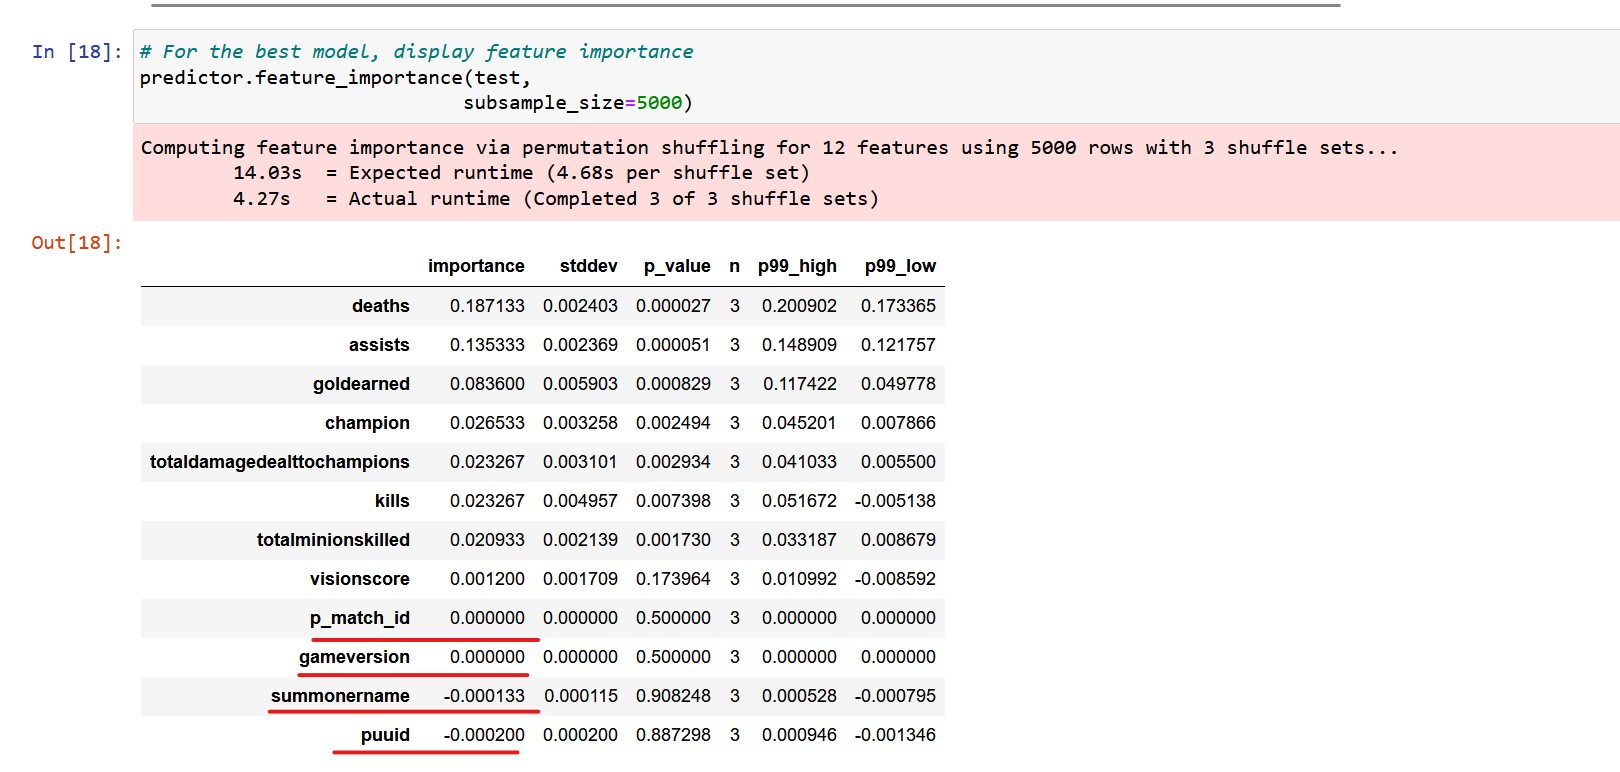 In [18]: # For the best model, display feature importance
predictor.feature_importance(test,
subsample_size=5000)
Computing feature importance via permutation shuffling for 12 features using 5000 rows with 3 shuffle sets...
14.03s = Expected runtime (4.68s per shuffle set)
4.27s = Actual runtime (Completed 3 of 3 shuffle sets)
Out[18]:
importance stddev p_value n p99_high p99_low
deaths 0.187133 0.002403 0.000027 3 0.200902 0.173365
assists 0.135333 0.002369 0.000051 3 0.148909 0.121757
goldearned 0.083600 0.005903 0.000829 3 0.117422 0.049778
champion 0.026533 0.003258 0.002494 3 0.045201 0.007866
totaldamagedealttochampions 0.023267 0.003101 0.002934 3 0.041033 0.005500
kills 0.023267 0.004957 0.007398 3 0.051672 -0.005138
totalminionskilled 0.020933 0.002139 0.001730 3 0.033187 0.008679
visionscore 0.001200 0.001709 0.173964 3 0.010992 -0.008592
p_match_id 0.000000 0.000000 0.500000 3 0.000000 0.000000
gameversion 0.000000 0.000000 0.500000 3 0.000000 0.000000
summonername -0.000133 0.000115 0.908248 3 0.000528 -0.000795
puuid -0.000200 0.000200 0.887298 3 0.000946 -0.001346